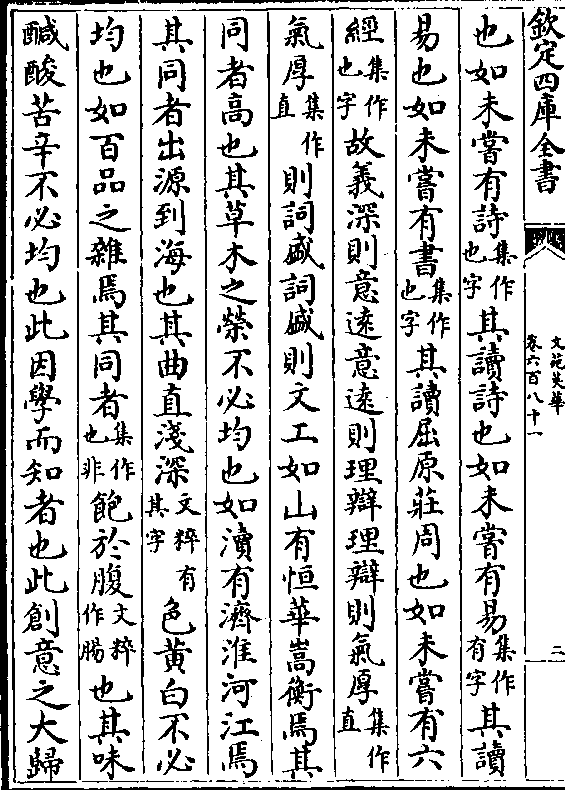 欽定四庫全書
文苑英華
卷六百八十一
二
也如未嘗有詩集作也字其讀詩也如未嘗有易集作有字其讀
易也如未嘗有書集作也字其讀屈原莊周也如未嘗有六
經集作也字故義深則意遠意遠則理辯理辯則氣厚集作直
氣厚集作直則詞盛詞盛則文工如山有恒華嵩衡焉其
同者高也其草木之榮不必均也如瀆有濟淮河江焉
其同者出源到海也其曲直淺深文粹有其字色黃白不必
均也如百品之雜焉其同者集作也非飽於腹文粹作腸也其味
醎酸苦辛不必均也此因學而知者也此創意之大歸